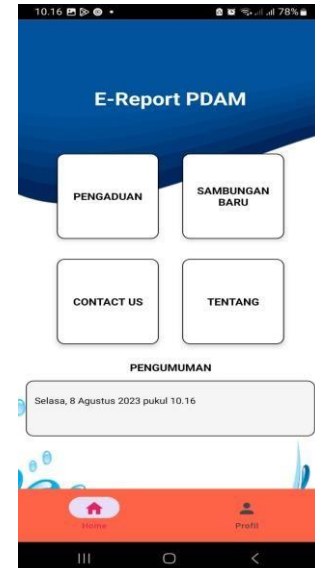 10.16 78%
E-Report PDAM
PENGADUAN
SAMBUNGAN
BARU
CONTACT US
TENTANG
PENGUMUMAN
Selasa, 8 Agustus 2023 pukul 10.16
Home
Profil